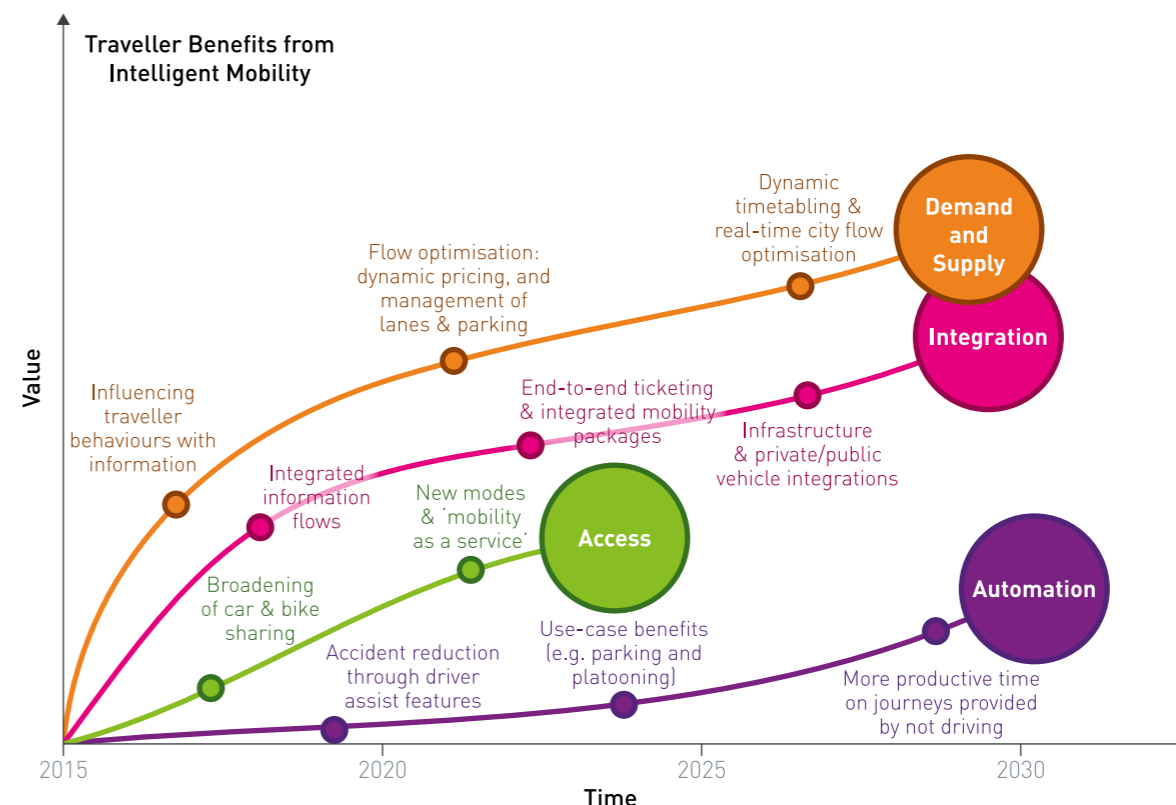 Traveller Benefits from
Intelligent Mobility
Value
Influencing
traveller
behaviours with
information
Flow optimisation:
dynamic pricing, and
management of
lanes & parking
Dynamic
timetabling &
real-time city flow
optimisation
Demand
and
Supply
Integrated
information
flows
End-to-end ticketing
& integrated mobility
packages
Infrastructure
& private/public
vehicle integrations
Integration
Broadening
of car & bike
sharing
New modes
& ‘mobility
as a service’
Access
Accident reduction
through driver
assist features
Use-case benefits
(e.g. parking and
platooning)
More productive time
on journeys provided
by not driving
Automation
2015
2020
2025
2030
Time